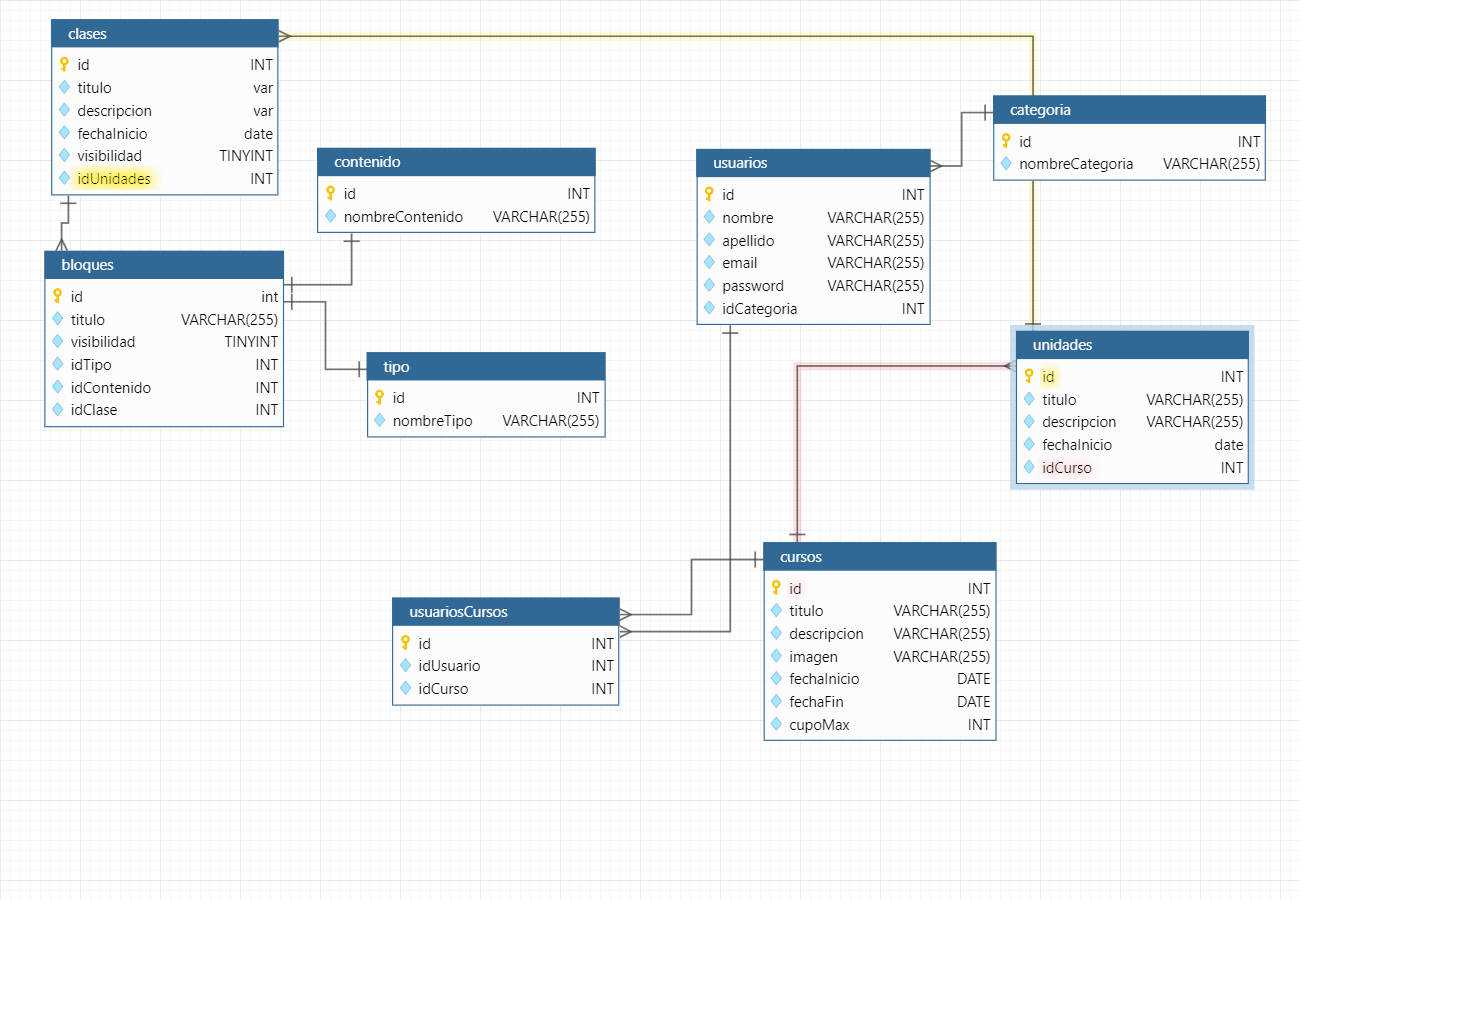 clases
id INT
titulo var
descripcion var
fechaInicio date
visibilidad TINYINT
idUnidades INT
contenido
id INT
nombreContenido VARCHAR(255)
bloques
id int
titulo VARCHAR(255)
visibilidad TINYINT
idTipo INT
idContenido INT
idClase INT
tipo
id INT
nombreTipo VARCHAR(255)
usuarios
id INT
nombre VARCHAR(255)
apellido VARCHAR(255)
email VARCHAR(255)
password VARCHAR(255)
idCategoria INT
categoria
id INT
nombreCategoria VARCHAR(255)
unidades
id INT
titulo VARCHAR(255)
descripcion VARCHAR(255)
fechaInicio date
idCurso INT
usuariosCursos
id INT
idUsuario INT
idCurso INT
cursos
id INT
titulo VARCHAR(255)
descripcion VARCHAR(255)
imagen VARCHAR(255)
fechaInicio DATE
fechaFin DATE
cupoMax INT